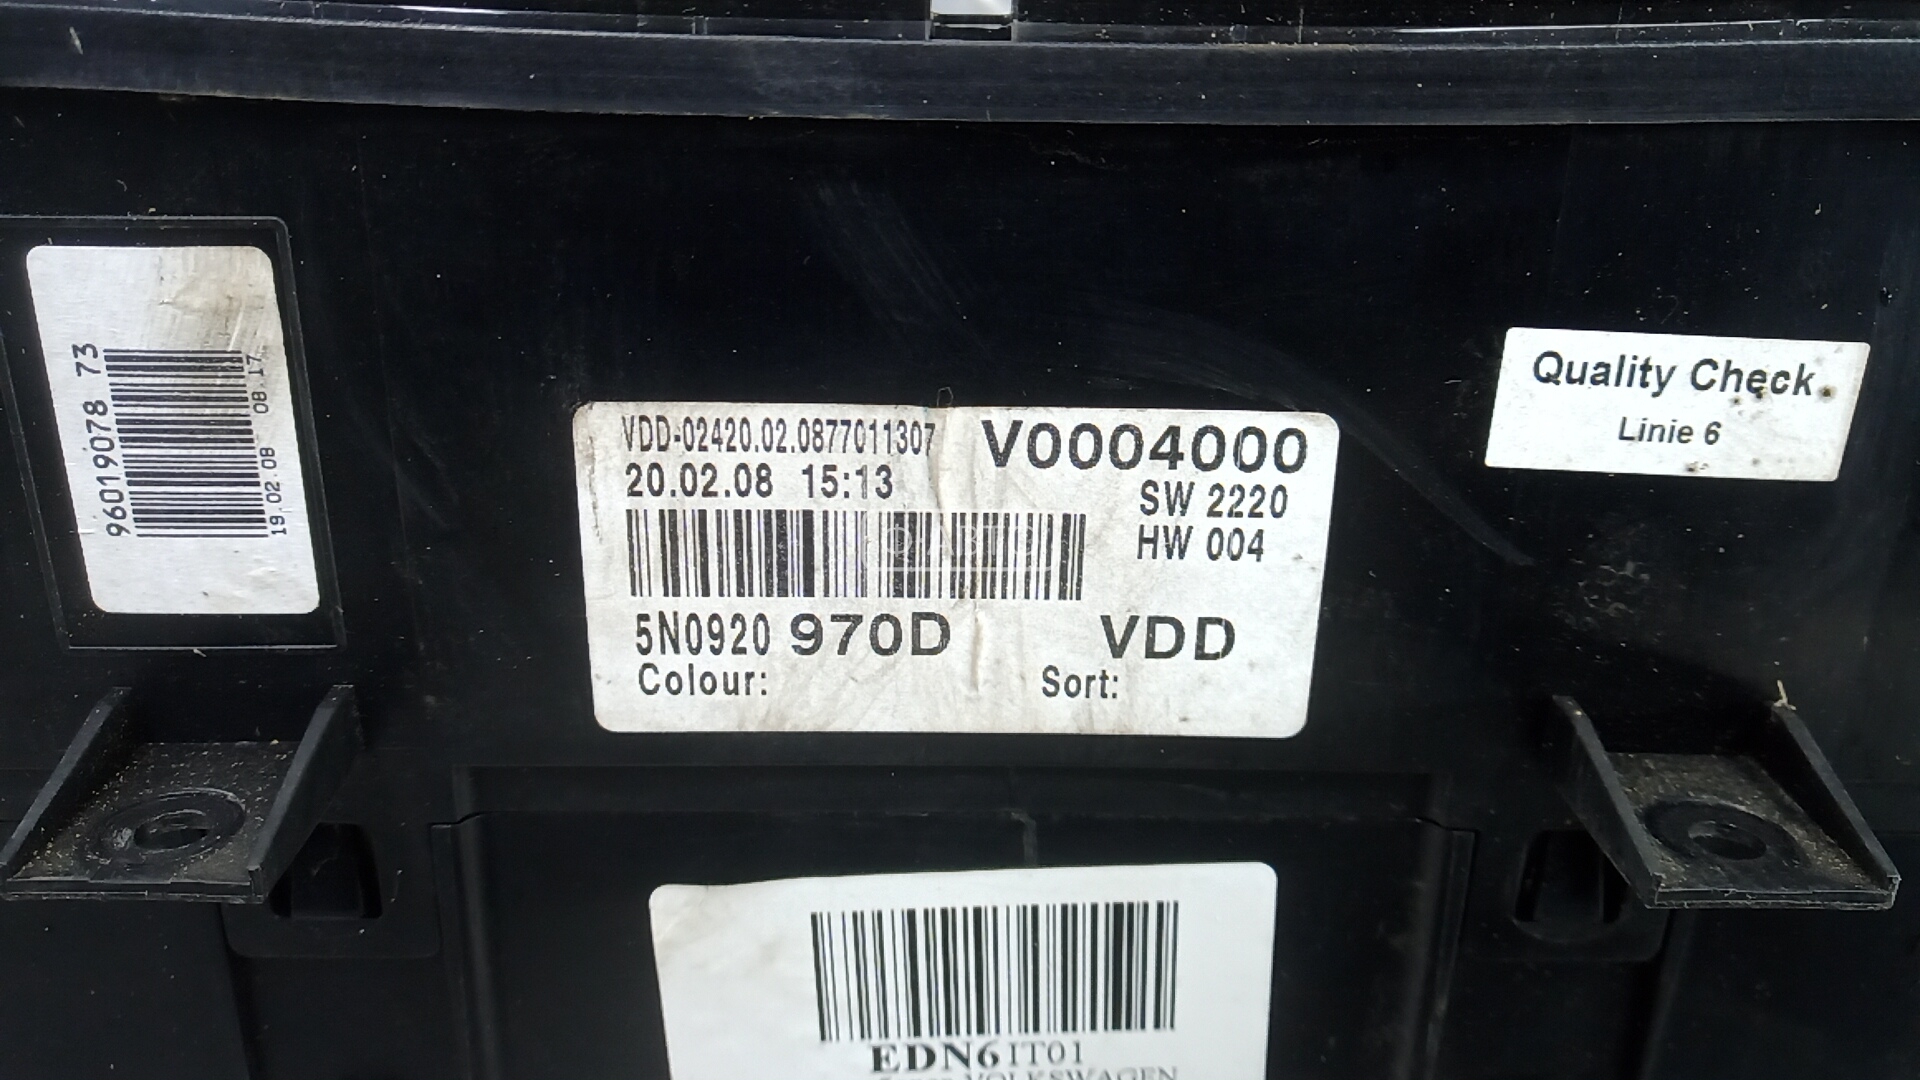 96019078 73
19.02.08 08.17
VDD-02420.02.0877011307
20.02.08 15:13
V0004000
SW 2220
HW 004
5N0920 970D
VDD
Colour:
Sort:
Quality Check
Linie 6
EDN6IT01
VOLKSWAGEN